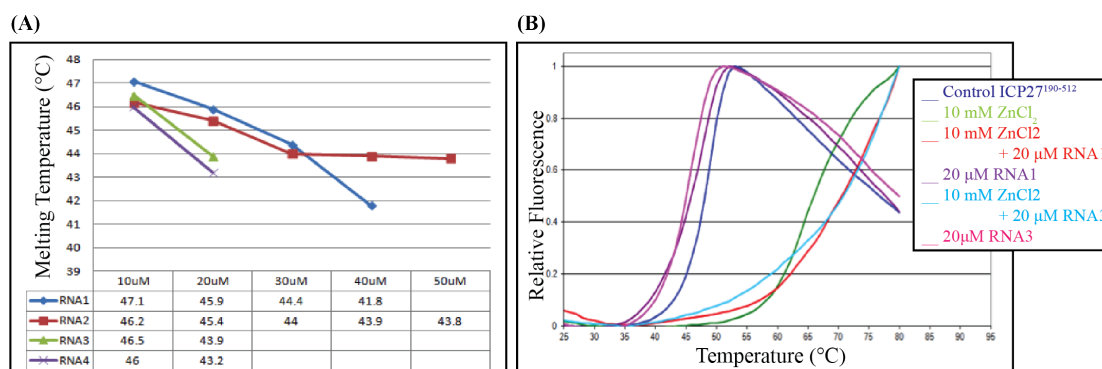 (A)
Melting Temperature (°C)
48
47
46
45
44
43
42
41
40
39
10uM 20uM 30uM 40uM 50uM
RNA1 47.1 45.9 44.4 41.8
RNA2 46.2 45.4 44 43.9 43.8
RNA3 46.5 43.9
RNA4 46 43.2
(B)
Relative Fluorescence
1
0.8
0.6
0.4
0.2
0
25 30 35 40 45 50 55 60 65 70 75 80 85 90 95
Temperature (°C)
Control ICP27190-512
10 mM ZnCl2
10 mM ZnCl2
+ 20 µM RNA1
20 µM RNA1
10 mM ZnCl2
+ 20 µM RNA3
20µM RNA3